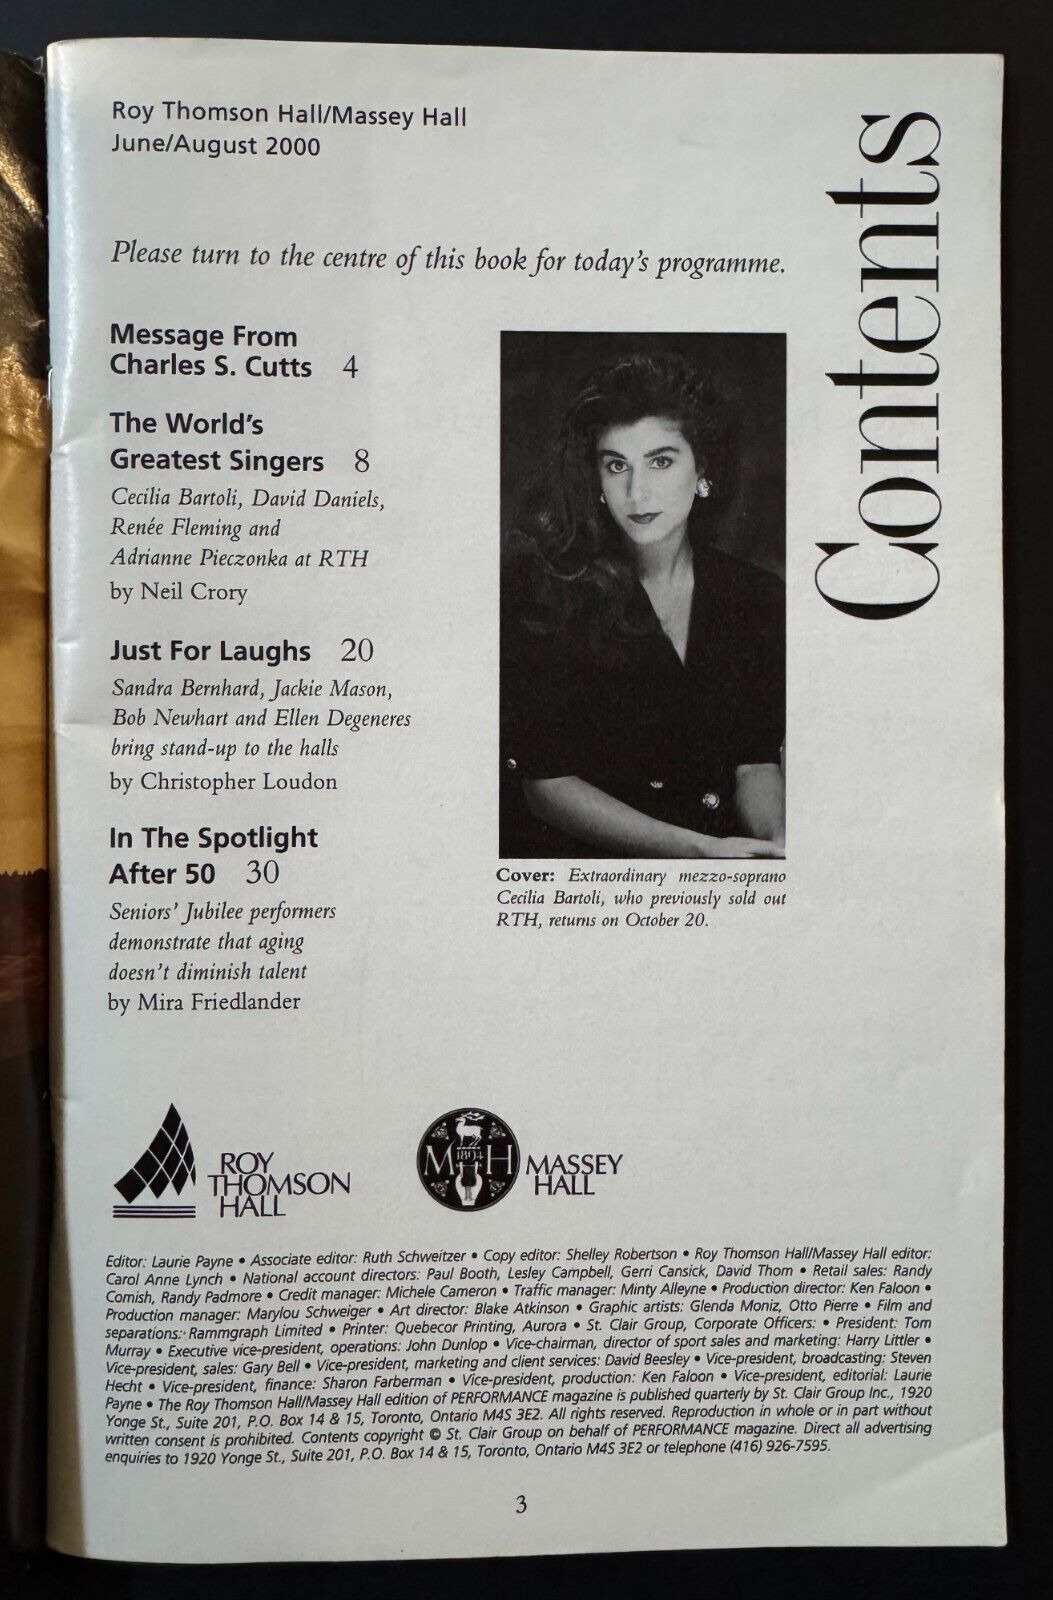 Roy Thomson Hall/Massey Hall
June/August 2000
Contents
Please turn to the centre of this book for today's programme.
Message From
Charles S. Cutts 4
The World's
Greatest Singers 8
Cecilia Bartoli, David Daniels,
Renée Fleming and
Adrianne Pieczonka at RTH
by Neil Crory
Just For Laughs 20
Sandra Bernhard, Jackie Mason,
Bob Newhart and Ellen Degeneres
bring stand-up to the halls
by Christopher Loudon
In The Spotlight
After 50 30
Seniors' Jubilee performers
demonstrate that aging
doesn't diminish talent
by Mira Friedlander
Cover: Extraordinary mezzo-soprano
Cecilia Bartoli, who previously sold out
RTH, returns on October 20.
ROY
THOMSON
HALL
M 1894 H
MASSEY
HALL
Editor: Laurie Payne • Associate editor: Ruth Schweitzer • Copy editor: Shelley Robertson • Roy Thomson Hall/Massey Hall editor:
Carol Anne Lynch • National account directors: Paul Booth, Lesley Campbell, Gerri Cansick, David Thom • Retail sales: Randy
Cornish, Randy Padmore • Credit manager: Michele Cameron • Traffic manager: Minty Alleyne • Production director: Ken Faloon •
Production manager: Marylou Schweiger • Art director: Blake Atkinson • Graphic artists: Glenda Moniz, Otto Pierre • Film and
separations: Rammgraph Limited • Printer: Quebecor Printing, Aurora • St. Clair Group, Corporate Officers: • President: Tom
Murray • Executive vice-president, operations: John Dunlop • Vice-chairman, director of sport sales and marketing: Harry Littler •
Vice-president, sales: Gary Bell • Vice-president, marketing and client services: David Beesley • Vice-president, broadcasting: Steven
Hecht • Vice-president, finance: Sharon Farberman • Vice-president, production: Ken Faloon • Vice-president, editorial: Laurie
Payne • The Roy Thomson Hall/Massey Hall edition of PERFORMANCE magazine is published quarterly by St. Clair Group Inc., 1920
Yonge St., Suite 201, P.O. Box 14 & 15, Toronto, Ontario M4S 3E2. All rights reserved. Reproduction in whole or in part without
written consent is prohibited. Contents copyright © St. Clair Group on behalf of PERFORMANCE magazine. Direct all advertising
enquiries to 1920 Yonge St., Suite 201, P.O. Box 14 & 15, Toronto, Ontario M4S 3E2 or telephone (416) 926-7595.
3